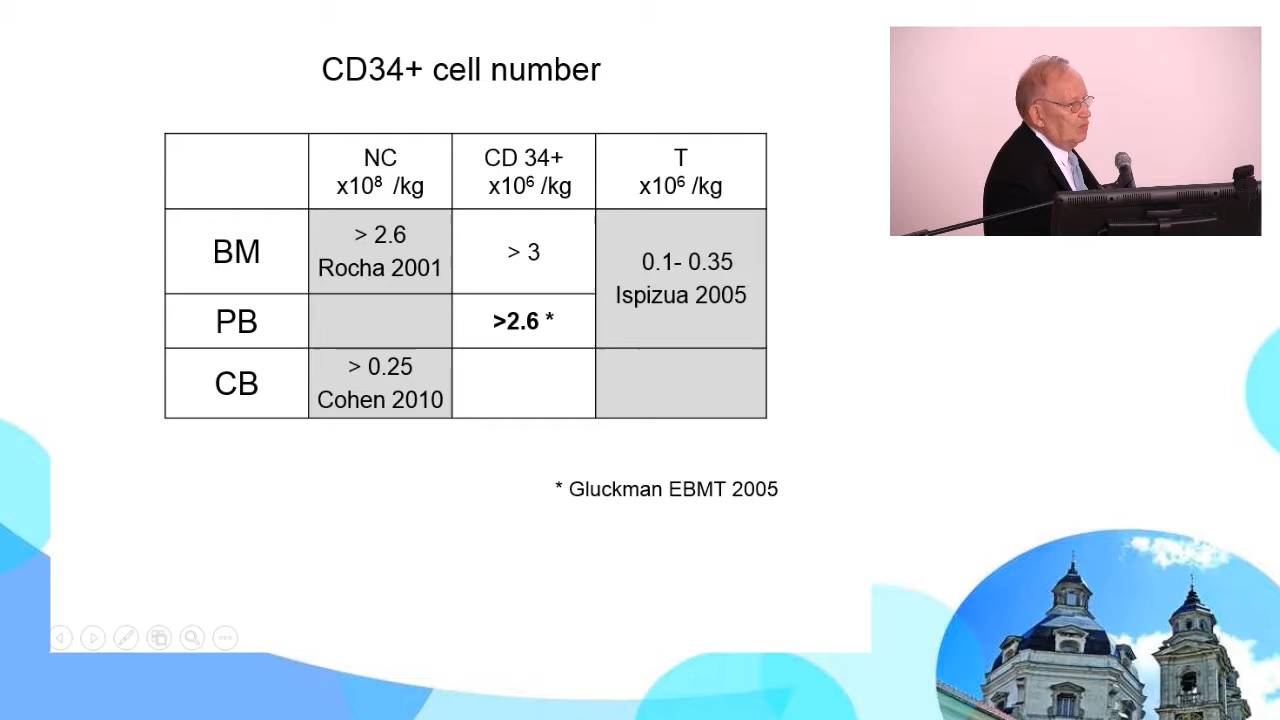 CD34+ cell number
NC
x10⁸ /kg
CD 34+
x10⁶ /kg
T
x10⁶ /kg
BM
> 2.6
Rocha 2001
> 3
0.1- 0.35
Ispizua 2005
PB
>2.6 *
CB
> 0.25
Cohen 2010
* Gluckman EBMT 2005